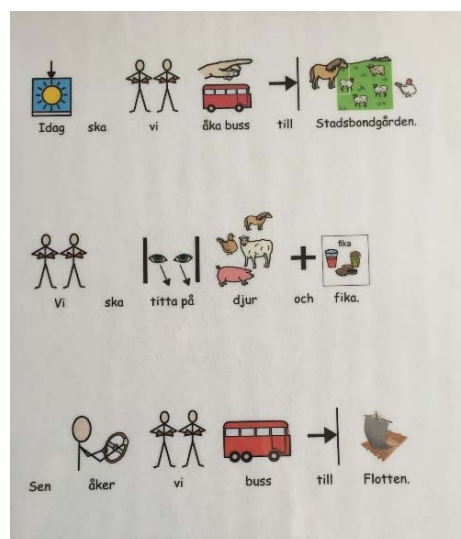 Idag ska vi åka buss till Stadsbondgården.
fika
Vi ska titta på djur och fika.
Sen åker vi buss till Flotten.